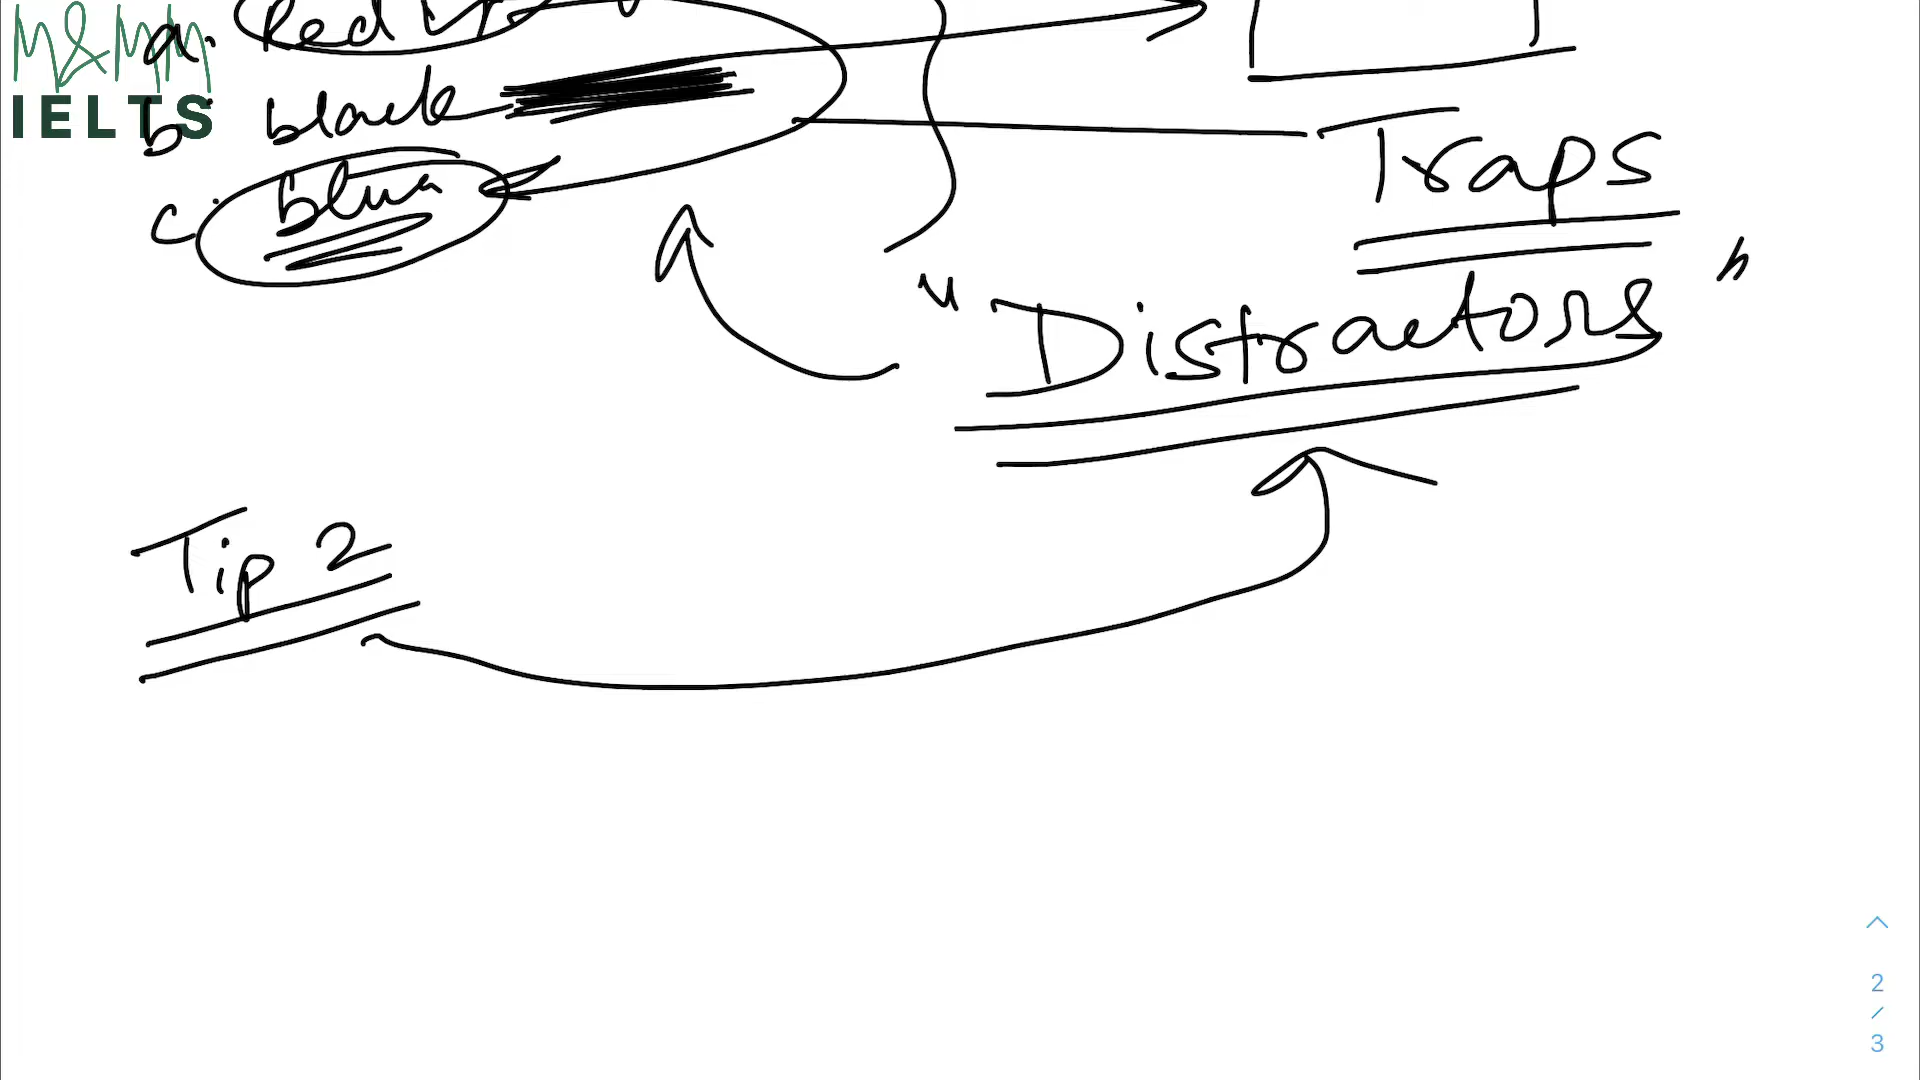 M&M
IELTS
a. Red
b. black
c. blue
Traps
" Distractors "
Tip 2
2
/
3